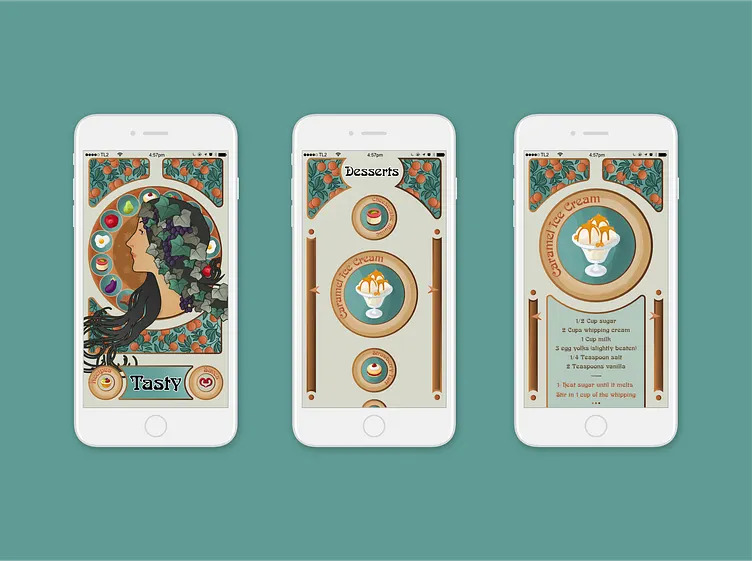 TL2
4:57pm
Tasty
TL2
4:57pm
Desserts
Caramel Ice Cream
TL2
4:57pm
Caramel Ice Cream
1/2 Cup sugar
2 Cups whipping cream
1 Cup milk
3 egg yolks (slightly beaten)
1/4 Teaspoon salt
2 Teaspoons vanilla
1. Heat sugar until it melts
Stir in 1 cup of the whipping